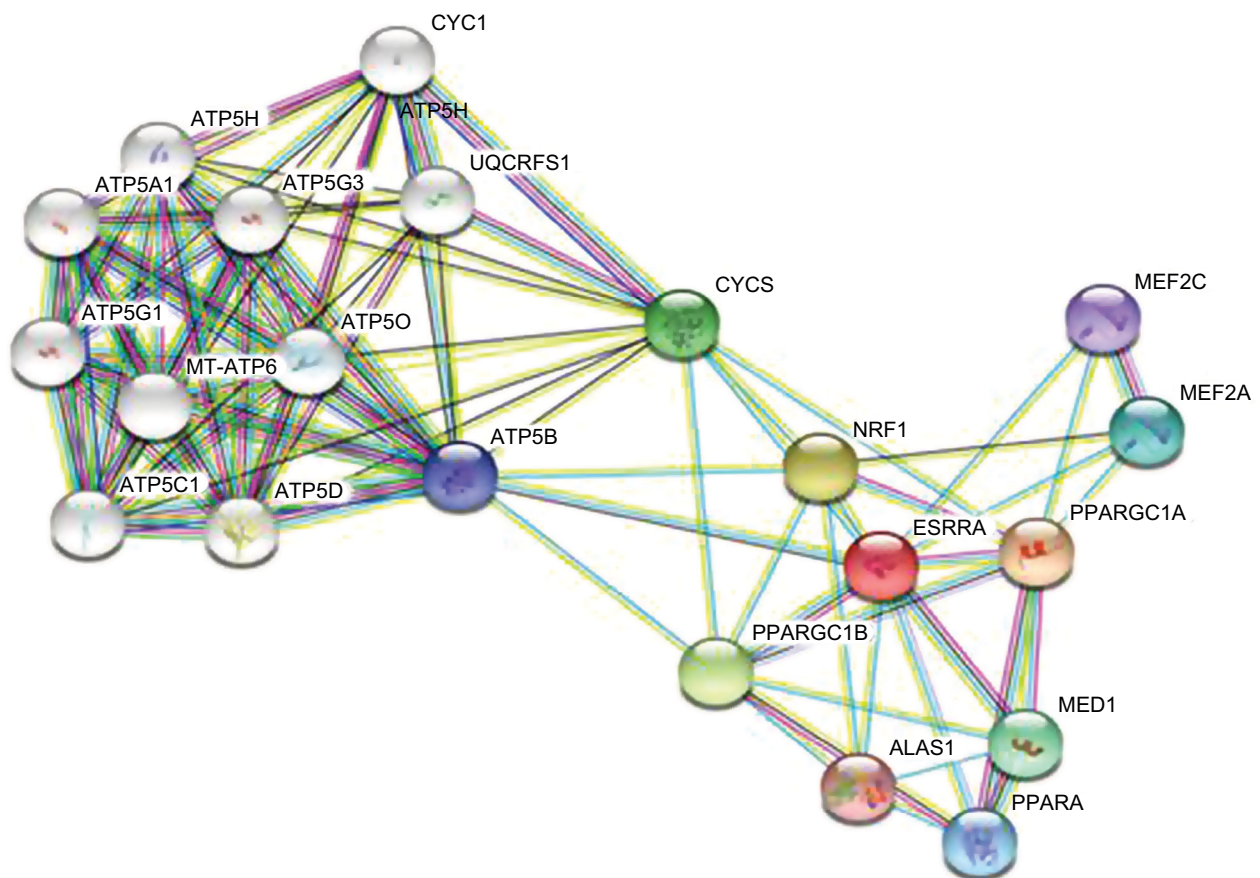 CYC1
ATP5H
ATP5H
UQCRFS1
ATP5A1
ATP5G3
CYCS
MEF2C
ATP5G1
ATP5O
MT-ATP6
MEF2A
NRF1
ATP5B
ATP5C1
ATP5D
PPARGC1A
ESRRA
PPARGC1B
MED1
ALAS1
PPARA